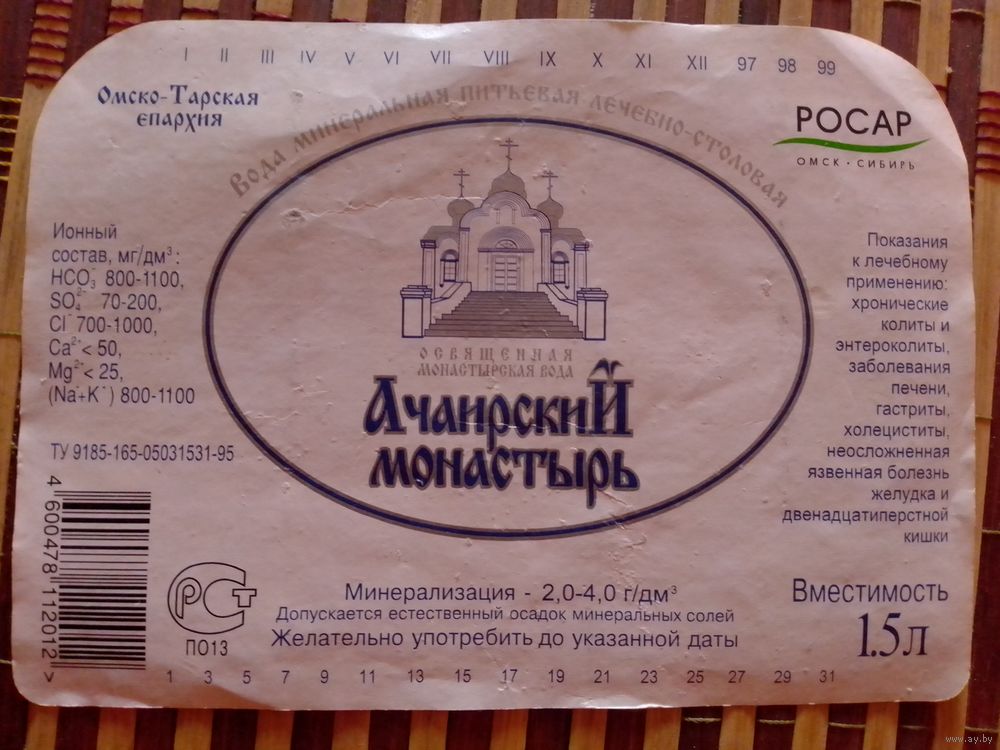 I II III IV V VI VII VIII IX X XI XII 97 98 99
Омско-Тарская
епархия
Вода минеральная питьевая лечебно-столовая
РОСАР
ОМСК · СИБИРЬ
Ионный
состав, мг/дм³:
HCO₃⁻ 800-1100,
SO₄²⁻ 70-200,
Cl⁻ 700-1000,
Ca²⁺ < 50,
Mg²⁺ < 25,
(Na⁺+K⁺) 800-1100
ТУ 9185-165-05031531-95
ОСВЯЩЕННАЯ
МОНАСТЫРСКАЯ ВОДА
Ачаирский
монастырь
Показания
к лечебному
применению:
хронические
колиты и
энтероколиты,
заболевания
печени,
гастриты,
холециститы,
неосложненная
язвенная болезнь
желудка и
двенадцатиперстной
кишки
4 600478 112012 >
РСТ
ПО13
Минерализация - 2,0-4,0 г/дм³
Допускается естественный осадок минеральных солей
Желательно употребить до указанной даты
Вместимость
1.5л
1 3 5 7 9 11 13 15 17 19 21 23 25 27 29 31
www.ay.by